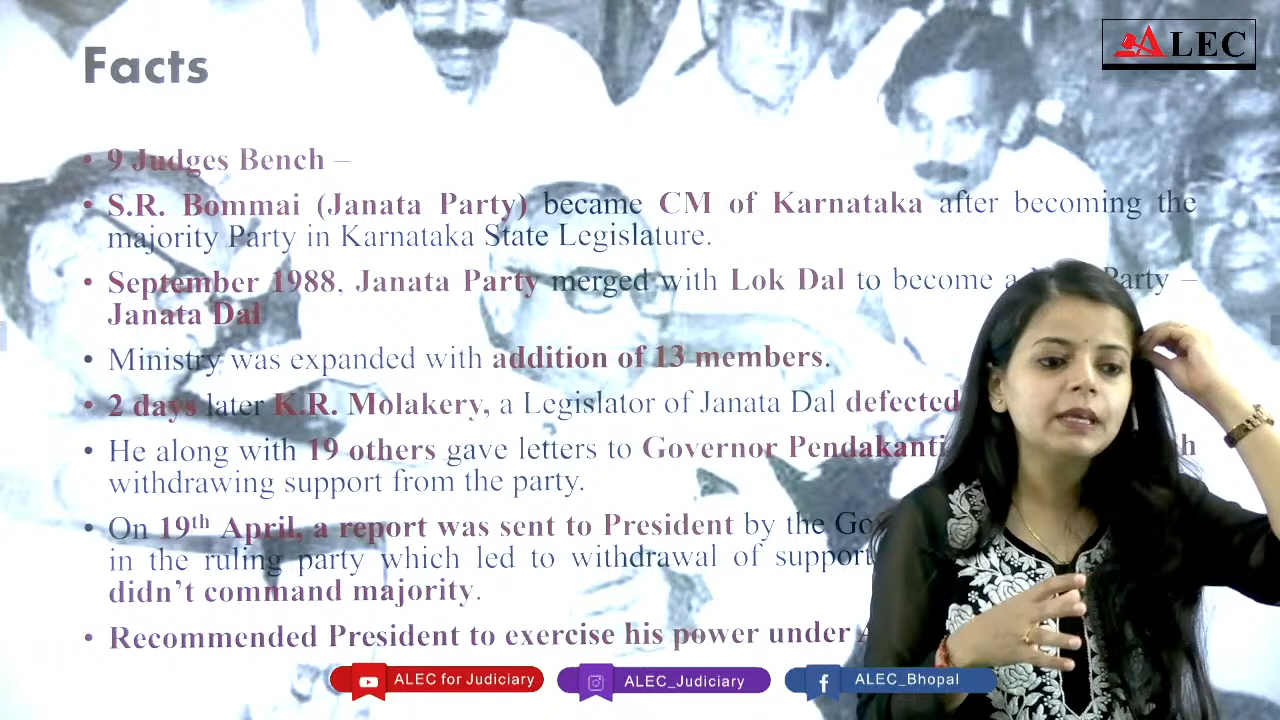 Facts
ALEC
• 9 Judges Bench –
• S.R. Bommai (Janata Party) became CM of Karnataka after becoming the
majority Party in Karnataka State Legislature.
• September 1988, Janata Party merged with Lok Dal to become a Party –
Janata Dal
• Ministry was expanded with addition of 13 members.
• 2 days later K.R. Molakery, a Legislator of Janata Dal defected
• He along with 19 others gave letters to Governor Pendakanti
withdrawing support from the party.
• On 19th April, a report was sent to President by the
in the ruling party which led to withdrawal of support
didn't command majority.
• Recommended President to exercise his power under
ALEC for Judiciary
ALEC_Judiciary
ALEC_Bhopal